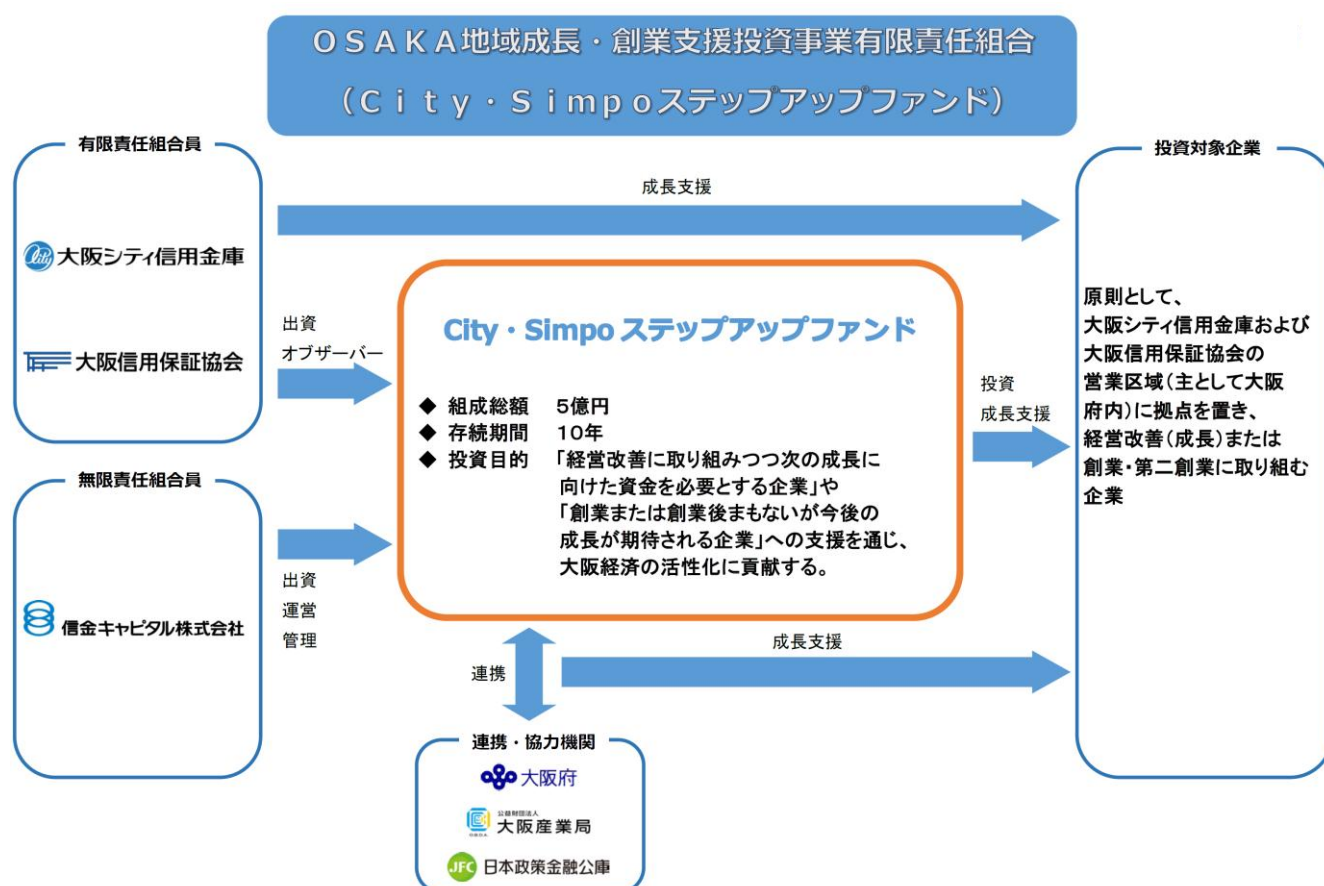 ＯＳＡＫＡ地域成長・創業支援投資事業有限責任組合
（Ｃｉｔｙ・Ｓｉｍｐｏステップアップファンド）
有限責任組合員
City
大阪シティ信用金庫
大阪信用保証協会
無限責任組合員
信金キャピタル株式会社
成長支援
出資
オブザーバー
出資
運営
管理
City・Simpo ステップアップファンド
◆ 組成総額 5億円
◆ 存続期間 10年
◆ 投資目的 「経営改善に取り組みつつ次の成長に
向けた資金を必要とする企業」や
「創業または創業後まもないが今後の
成長が期待される企業」への支援を通じ、
大阪経済の活性化に貢献する。
投資
成長支援
投資対象企業
原則として、
大阪シティ信用金庫および
大阪信用保証協会の
営業区域（主として大阪
府内）に拠点を置き、
経営改善（成長）または
創業・第二創業に取り組む
企業
連携
成長支援
連携・協力機関
大阪府
公益財団法人
大阪産業局
JFC 日本政策金融公庫